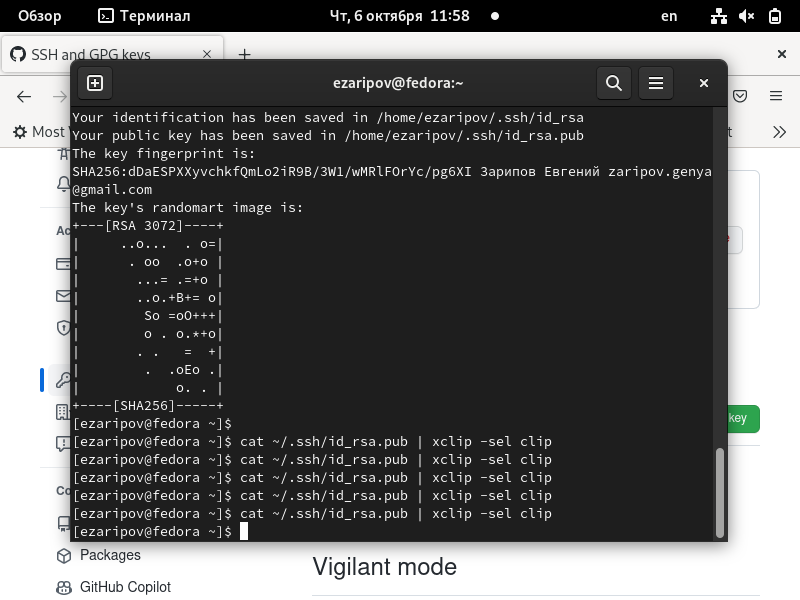 Обзор
Терминал
Чт, 6 октября 11:58
en
SSH and GPG keys
ezaripov@fedora:~
Most
Your identification has been saved in /home/ezaripov/.ssh/id_rsa
Your public key has been saved in /home/ezaripov/.ssh/id_rsa.pub
The key fingerprint is:
SHA256:dDaESPXXyvchkfQmLo2iR9B/3W1/wMRlFOrYc/pg6XI Зарипов Евгений zaripov.genya
@gmail.com
The key's randomart image is:
+---[RSA 3072]----+
|     ..o...  . o=|
|      . oo  .o+o |
|       ...= .=+o |
|       ..o.+B+= o|
|        So =oO+++|
|        o . o.*+o|
|       . .   =  +|
|        .  .oEo .|
|            o. . |
+----[SHA256]-----+
[ezaripov@fedora ~]$
[ezaripov@fedora ~]$ cat ~/.ssh/id_rsa.pub | xclip -sel clip
[ezaripov@fedora ~]$ cat ~/.ssh/id_rsa.pub | xclip -sel clip
[ezaripov@fedora ~]$ cat ~/.ssh/id_rsa.pub | xclip -sel clip
[ezaripov@fedora ~]$ cat ~/.ssh/id_rsa.pub | xclip -sel clip
[ezaripov@fedora ~]$ cat ~/.ssh/id_rsa.pub | xclip -sel clip
[ezaripov@fedora ~]$
key
Packages
GitHub Copilot
Vigilant mode